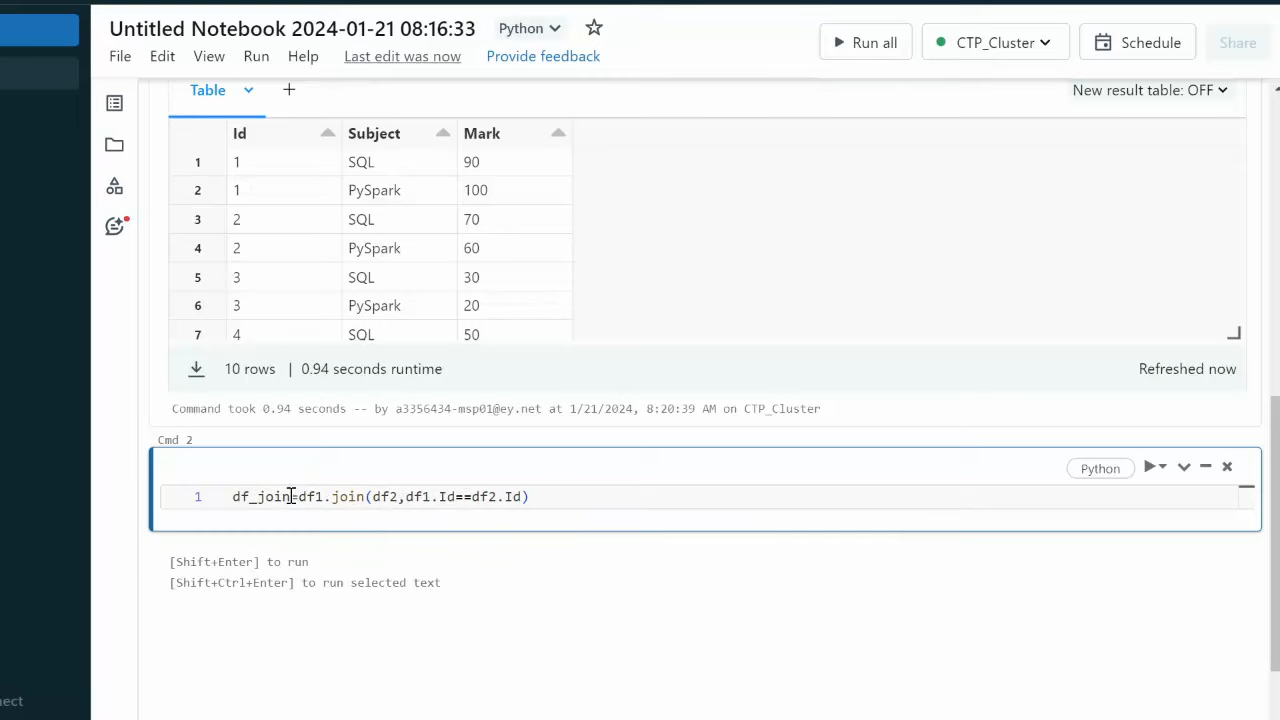 Untitled Notebook 2024-01-21 08:16:33 Python
Run all CTP_Cluster Schedule Share
File Edit View Run Help Last edit was now Provide feedback
Table + New result table: OFF
Id Subject Mark
1 1 SQL 90
2 1 PySpark 100
3 2 SQL 70
4 2 PySpark 60
5 3 SQL 30
6 3 PySpark 20
7 4 SQL 50
10 rows | 0.94 seconds runtime Refreshed now
Command took 0.94 seconds -- by a3356434-msp01@ey.net at 1/21/2024, 8:20:39 AM on CTP_Cluster
Cmd 2
Python
1 df_join=df1.join(df2,df1.Id==df2.Id)
[Shift+Enter] to run
[Shift+Ctrl+Enter] to run selected text
nect